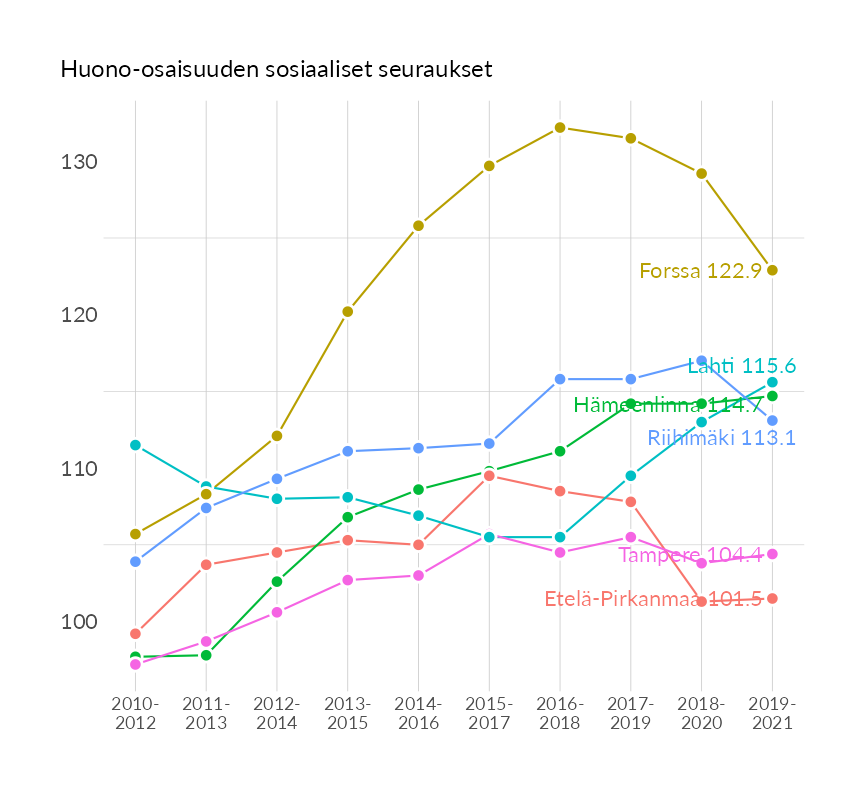 Huono-osaisuuden sosiaaliset seuraukset
130
Forssa 122.9
120
Lahti 115.6
Hämeenlinna 114.7
Riihimäki 113.1
110
Tampere 104.4
Etelä-Pirkanmaa 101.5
100
2010- 2011- 2012- 2013- 2014- 2015- 2016- 2017- 2018- 2019-
2012 2013 2014 2015 2016 2017 2018 2019 2020 2021